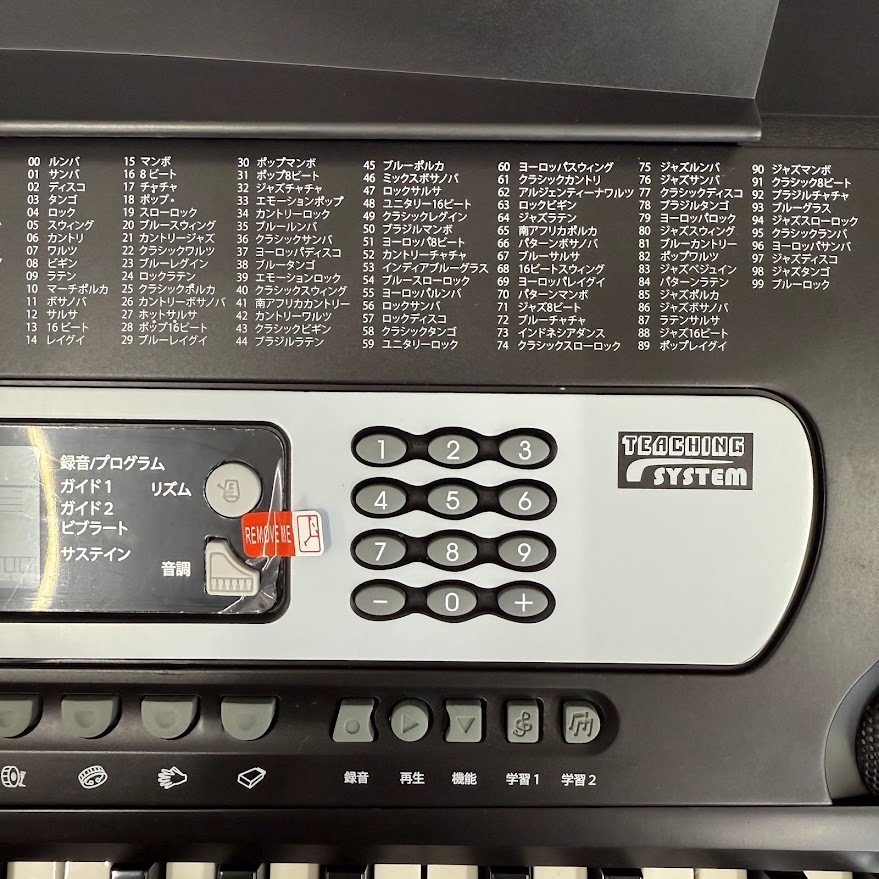 00 ルンバ
01 サンバ
02 ディスコ
03 タンゴ
04 ロック
05 スウィング
06 カントリ
07 ワルツ
08 ビギン
09 ラテン
10 マーチポルカ
11 ボサノバ
12 サルサ
13 16ビート
14 レイグイ
15 マンボ
16 8ビート
17 チャチャ
18 ポップ・
19 スローロック
20 ブルースウィング
21 カントリージャズ
22 クラシックワルツ
23 ブルーレグイン
24 ロックラテン
25 クラシックポルカ
26 カントリーボサノバ
27 ホットサルサ
28 ポップ16ビート
29 ブルーレイグイ
30 ポップマンボ
31 ポップ8ビート
32 ジャズチャチャ
33 エモーションポップ
34 カントリーロック
35 ブルールンバ
36 クラシックサンバ
37 ヨーロッパディスコ
38 ブルータンゴ
39 エモーションロック
40 クラシックスウィング
41 南アフリカカントリー
42 カントリーワルツ
43 クラシックビギン
44 ブラジルラテン
45 ブルーポルカ
46 ミックスボサノバ
47 ロックサルサ
48 ユニタリー16ビート
49 クラシックレグイン
50 ブラジルマンボ
51 ヨーロッパ8ビート
52 カントリーチャチャ
53 インディアブルーグラス
54 ブルースローロック
55 ヨーロッパルンバ
56 ロックサンバ
57 ロックディスコ
58 クラシックタンゴ
59 ユニタリーロック
60 ヨーロッパスウィング
61 クラシックカントリ
62 アルジェンティーナワルツ
63 ロックビギン
64 ジャズラテン
65 南アフリカポルカ
66 パターンボサノバ
67 ブルーサルサ
68 16ビートスウィング
69 ヨーロッパレイグイ
70 パターンマンボ
71 ジャズ8ビート
72 ブルーチャチャ
73 インドネシアダンス
74 クラシックスローロック
75 ジャズルンバ
76 ジャズサンバ
77 クラシックディスコ
78 ブラジルタンゴ
79 ヨーロッパロック
80 ジャズスウィング
81 ブルーカントリー
82 ポップワルツ
83 ジャズベジュイン
84 パターンラテン
85 ジャズポルカ
86 ジャズボサノバ
87 ラテンサルサ
88 ジャズ16ビート
89 ポップレイグイ
90 ジャズマンボ
91 クラシック8ビート
92 ブラジルチャチャ
93 ブルーグラス
94 ジャズスローロック
95 クラシックランバ
96 ヨーロッパサンバ
97 ジャズディスコ
98 ジャズタンゴ
99 ブルーロック
録音/プログラム
ガイド1
ガイド2
ビブラート
サステイン
リズム
音調
REMOVE ME
1 2 3
4 5 6
7 8 9
− 0 +
TEACHING
SYSTEM
録音 再生 機能 学習1 学習2